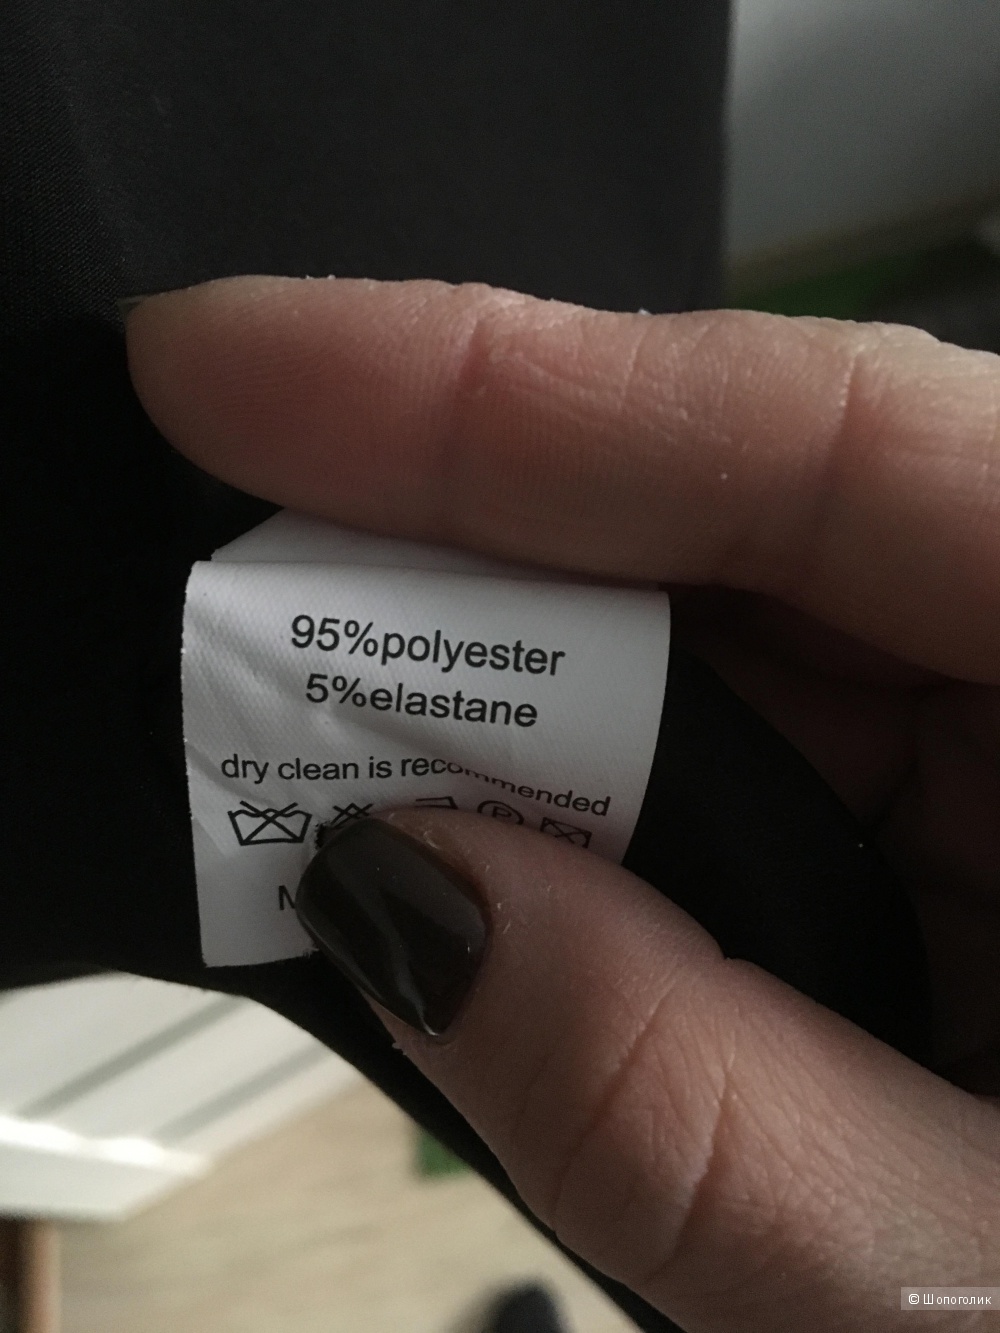 95%polyester
5%elastane
dry clean is recommended
P
© Шопоголик